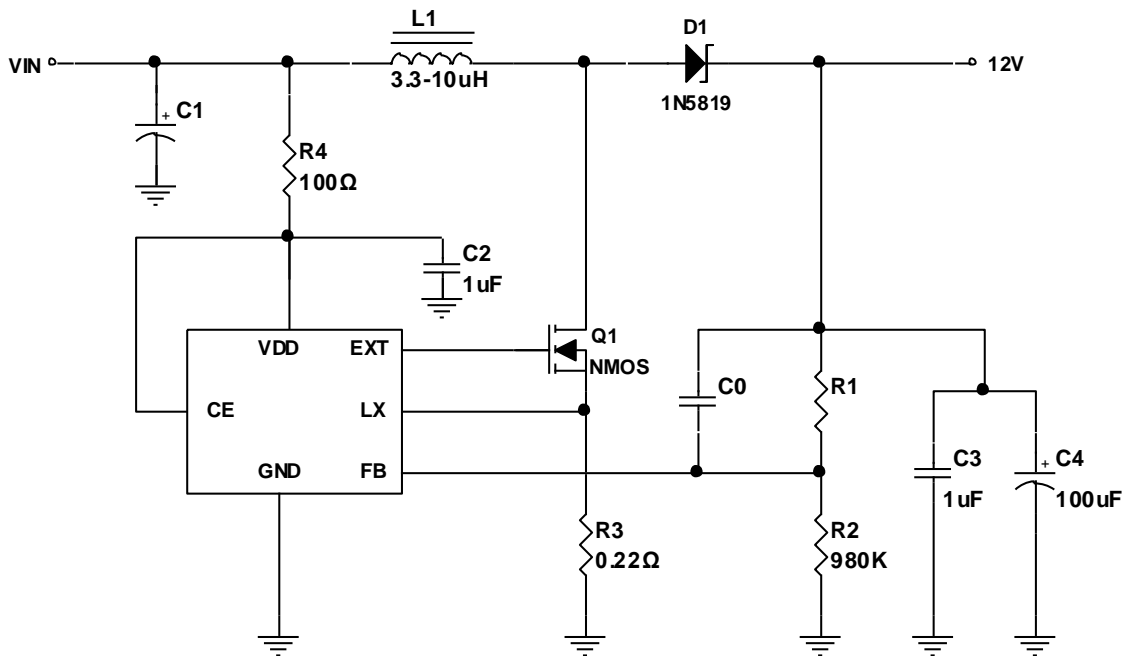 L1
D1
VIN
12V
3.3-10uH
1N5819
C1
R4
100Ω
C2
1uF
Q1
NMOS
VDD
EXT
CE
LX
GND
FB
C0
R1
C3
1uF
C4
100uF
R3
0.22Ω
R2
980K